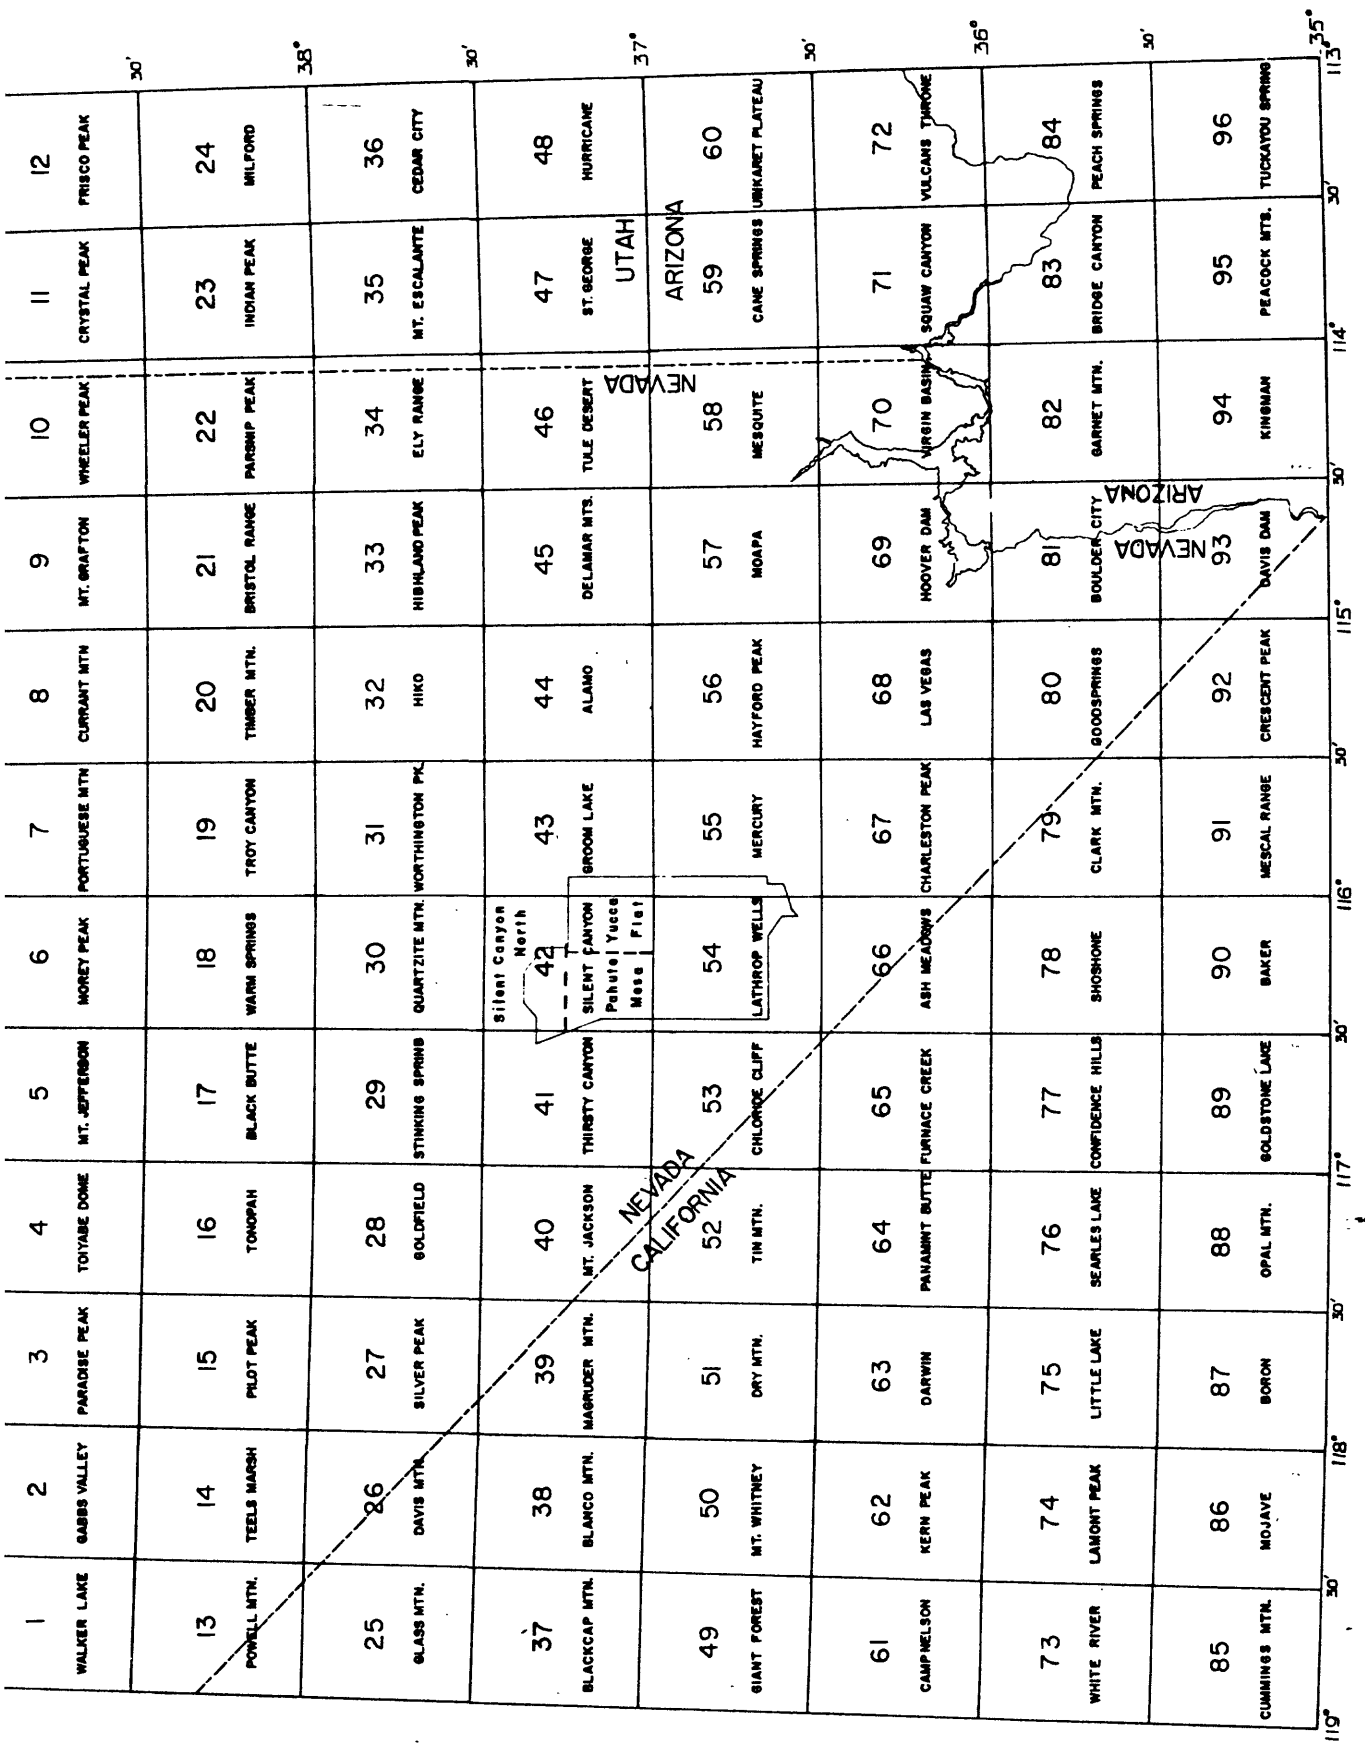 1
WALKER LAKE
2
GABBS VALLEY
3
PARADISE PEAK
4
TOIYABE DOME
5
MT. JEFFERSON
6
MOREY PEAK
7
PORTUGUESE MTN
8
CURRANT MTN
9
MT. GRAFTON
10
WHEELER PEAK
11
CRYSTAL PEAK
12
FRISCO PEAK
30'
13
POWELL MTN.
14
TEELS MARSH
15
PILOT PEAK
16
TONOPAH
17
BLACK BUTTE
18
WARM SPRINGS
19
TROY CANYON
20
TIMBER MTN.
21
BRISTOL RANGE
22
PARSNIP PEAK
23
INDIAN PEAK
24
MILFORD
38°
25
GLASS MTN.
26
DAVIS MTN.
27
SILVER PEAK
28
GOLDFIELD
29
STINKING SPRING
30
QUARTZITE MTN.
31
WORTHINGTON PK.
32
HIKO
33
HIGHLAND PEAK
34
ELY RANGE
35
MT. ESCALANTE
36
CEDAR CITY
30'
37
BLACKCAP MTN.
38
BLANCO MTN.
39
MAGRUDER MTN.
40
MT. JACKSON
41
THIRSTY CANYON
Silent Canyon
North
42
SILENT CANYON
Pahute
Mesa
Yucca
Flat
43
GROOM LAKE
44
ALAMO
45
DELAMAR MTS.
46
TULE DESERT
47
ST. GEORGE
48
HURRICANE
UTAH
ARIZONA
NEVADA
NEVADA
CALIFORNIA
37°
49
GIANT FOREST
50
MT. WHITNEY
51
DRY MTN.
52
TIN MTN.
53
CHLORIDE CLIFF
54
LATHROP WELLS
55
MERCURY
56
HAYFORD PEAK
57
MOAPA
58
MESQUITE
59
CANE SPRINGS
60
UNKARET PLATEAU
30'
61
CAMP NELSON
62
KERN PEAK
63
DARWIN
64
PANAMINT BUTTE
65
FURNACE CREEK
66
ASH MEADOWS
67
CHARLESTON PEAK
68
LAS VEGAS
69
HOOVER DAM
70
VIRGIN BASIN
71
SQUAW CANYON
72
VULCANS THRONE
36°
73
WHITE RIVER
74
LAMONT PEAK
75
LITTLE LAKE
76
SEARLES LAKE
77
CONFIDENCE HILLS
78
SHOSHONE
79
CLARK MTN.
80
GOODSPRINGS
81
BOULDER CITY
82
GARNET MTN.
83
BRIDGE CANYON
84
PEACH SPRINGS
NEVADA
ARIZONA
30'
85
CUMMINGS MTN.
86
MOJAVE
87
BORON
88
OPAL MTN.
89
GOLDSTONE LAKE
90
BAKER
91
MESCAL RANGE
92
CRESCENT PEAK
93
DAVIS DAM
94
KINGMAN
95
PEACOCK MTS.
96
TUCKAYOU SPRING
35°
119°
30'
118°
30'
117°
30'
116°
30'
115°
30'
114°
30'
113°